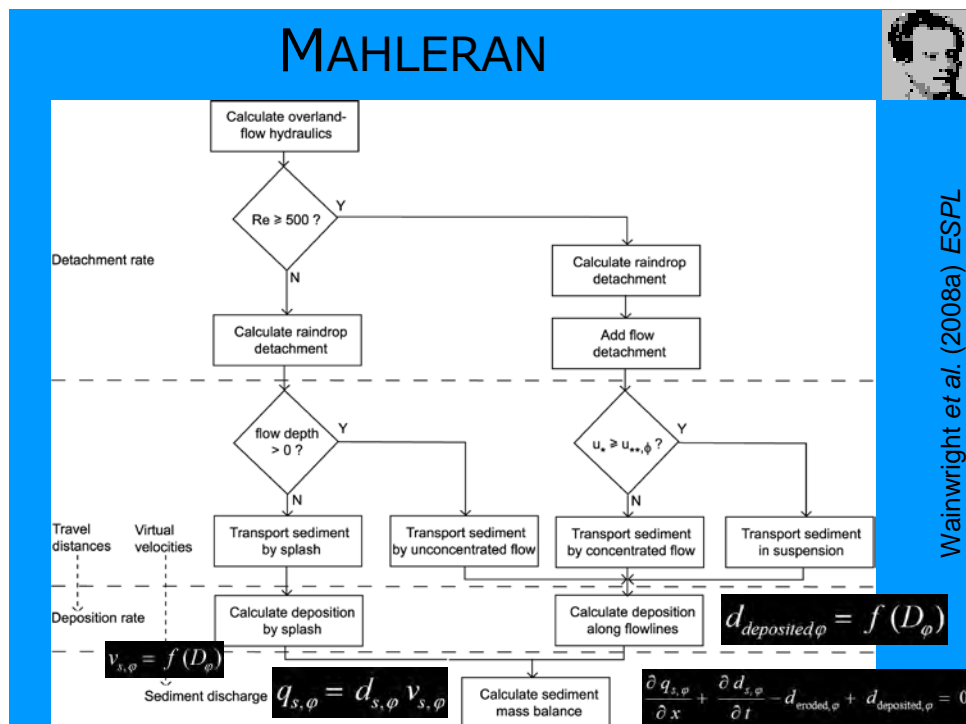 MAHLERAN
Calculate overland-
flow hydraulics
Re ≥ 500 ?
Y
N
Detachment rate
Calculate raindrop
detachment
Calculate raindrop
detachment
Add flow
detachment
flow depth
> 0 ?
Y
N
u* ≥ u**,ϕ ?
Y
N
Travel
distances
Virtual
velocities
Transport sediment
by splash
Transport sediment
by unconcentrated flow
Transport sediment
by concentrated flow
Transport sediment
in suspension
Deposition rate
Calculate deposition
by splash
Calculate deposition
along flowlines
d_deposited φ = f (D_φ)
v_s,φ = f (D_φ)
Sediment discharge
q_s,φ = d_s,φ v_s,φ
Calculate sediment
mass balance
∂ q_s,φ / ∂ x + ∂ d_s,φ / ∂ t − d_eroded,φ + d_deposited,φ = 0
Wainwright et al. (2008a) ESPL